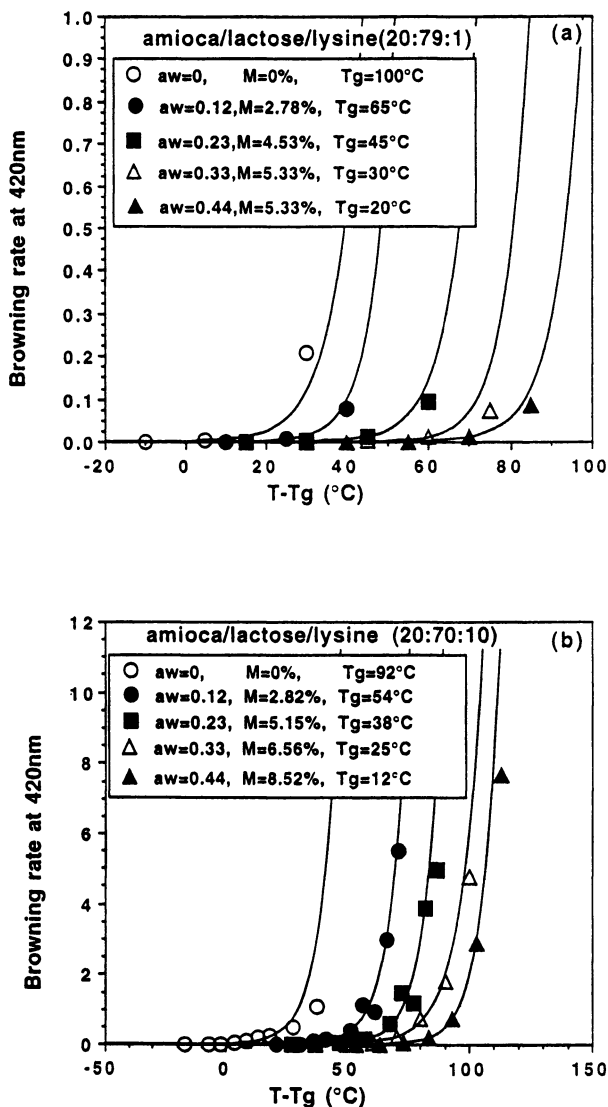 amioca/lactose/lysine(20:79:1)
(a)
aw=0, M=0%, Tg=100°C
aw=0.12,M=2.78%, Tg=65°C
aw=0.23,M=4.53%, Tg=45°C
aw=0.33,M=5.33%, Tg=30°C
aw=0.44,M=5.33%, Tg=20°C
Browning rate at 420nm
1.0
0.9
0.8
0.7
0.6
0.5
0.4
0.3
0.2
0.1
0.0
-20 0 20 40 60 80 100
T-Tg (°C)
amioca/lactose/lysine (20:70:10)
(b)
aw=0, M=0%, Tg=92°C
aw=0.12, M=2.82%, Tg=54°C
aw=0.23, M=5.15%, Tg=38°C
aw=0.33, M=6.56%, Tg=25°C
aw=0.44, M=8.52%, Tg=12°C
Browning rate at 420nm
12
10
8
6
4
2
0
-50 0 50 100 150
T-Tg (°C)